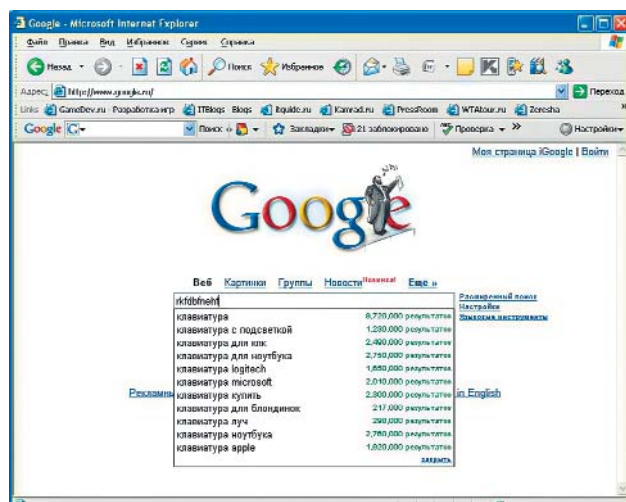 Google - Microsoft Internet Explorer
Файл Правка Вид Избранное Сервис Справка
Назад Поиск Избранное
Адрес: http://www.google.ru/ Переход
Links GameDev.ru - Разработка игр ITBlogs Blogs liquide.ru Kamrad.ru PressRoom WTAtour.ru Zeresha
Google G Поиск Закладки 21 заблокировано Проверка » Настройки
Моя страница iGoogle | Войти
Google
Веб Картинки Группы Новости Новинка! Еще »
rkfdbfnehf
Расширенный поиск
Настройки
Языковые инструменты
клавиатура 8,720,000 результатов
клавиатура с подсветкой 1,230,000 результатов
клавиатура для кпк 2,490,000 результатов
клавиатура для ноутбука 2,750,000 результатов
клавиатура logitech 1,650,000 результатов
клавиатура microsoft 2,010,000 результатов
клавиатура купить 2,300,000 результатов
клавиатура для блондинок 217,000 результатов
клавиатура луч 290,000 результатов
клавиатура ноутбука 2,760,000 результатов
клавиатура apple 1,820,000 результатов
закрыть
in English